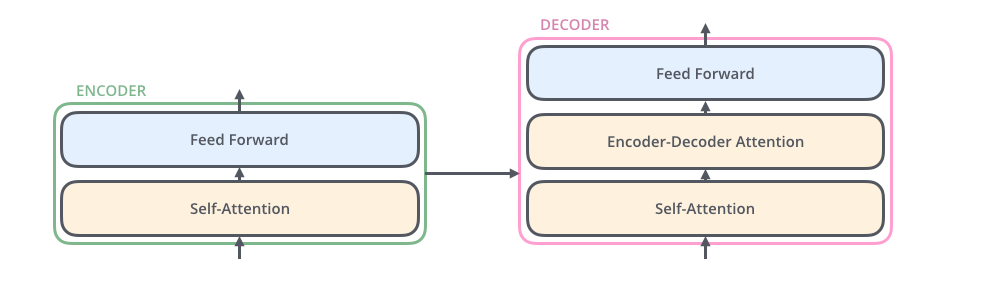 ENCODER
Feed Forward
Self-Attention
DECODER
Feed Forward
Encoder-Decoder Attention
Self-Attention